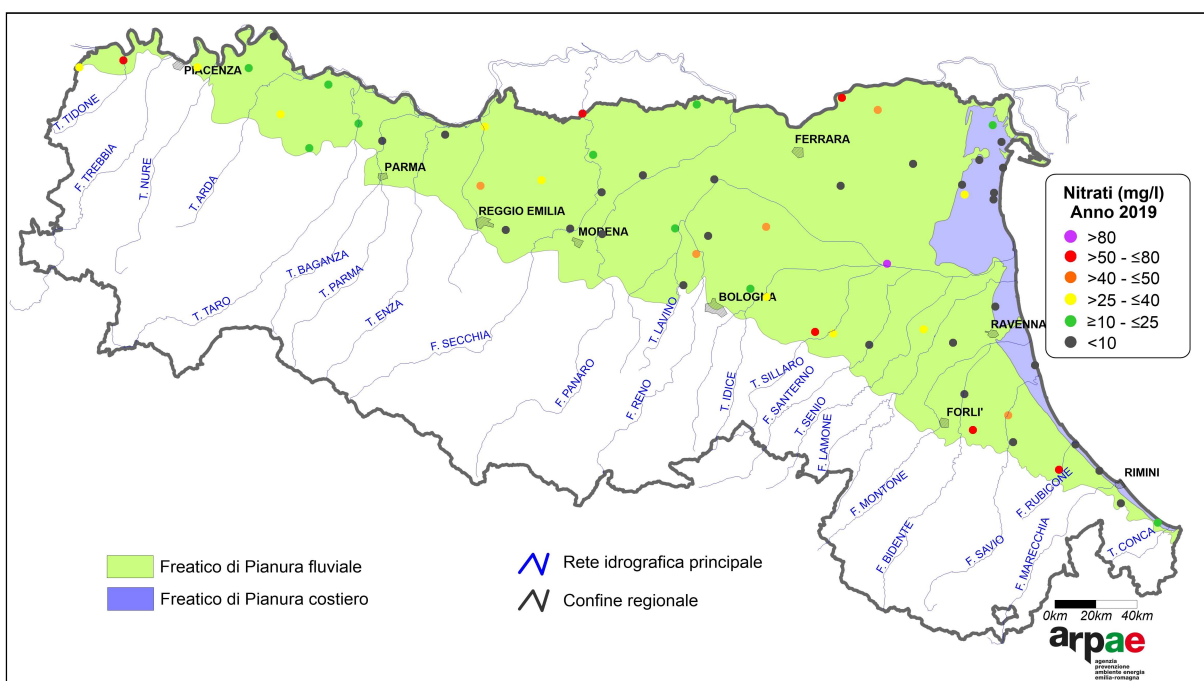 PIACENZA
T. TIDONE
F. TREBBIA
T. NURE
T. ARDA
PARMA
FERRARA
REGGIO EMILIA
MODENA
T. BAGANZA
T. PARMA
T. TARO
T. ENZA
F. SECCHIA
F. PANARO
T. LAVINO
F. RENO
BOLOGNA
T. IDICE
T. SILLARO
F. SANTERNO
T. SENIO
F. LAMONE
RAVENNA
FORLI'
F. MONTONE
F. BIDENTE
F. SAVIO
F. RUBICONE
F. MARECCHIA
RIMINI
T. CONCA
Nitrati (mg/l)
Anno 2019
>80
>50 - ≤80
>40 - ≤50
>25 - ≤40
≥10 - ≤25
<10
Freatico di Pianura fluviale
Freatico di Pianura costiero
Rete idrografica principale
Confine regionale
0km 20km 40km
arpae
agenzia
prevenzione
ambiente energia
emilia-romagna